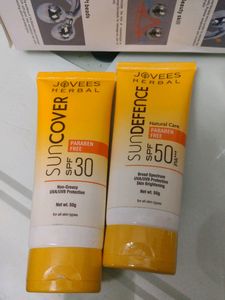 JOVEES
HERBAL
SUNCOVER
SPF 30
PARABEN
FREE
Non-Greasy
UVA/UVB Protection
Net wt. 50g
for all skin types
JOVEES
HERBAL
SUNDEFENCE
Natural Care
SPF 50
PARABEN
FREE
Broad Spectrum
UVA/UVB Protection
Skin Brightening
Net wt. 50g
for all skin types